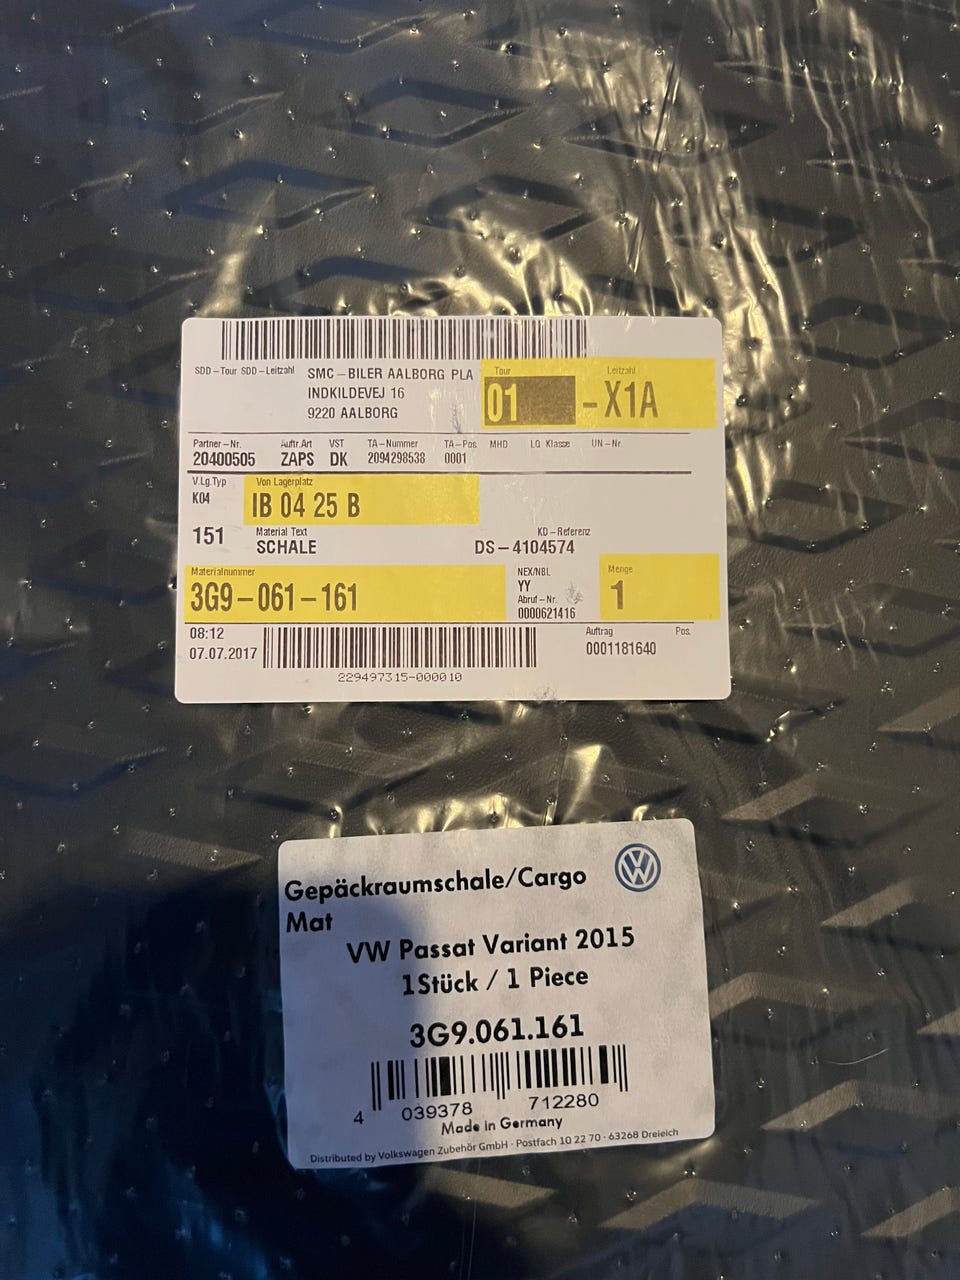 SDD-Tour SDD-Leitzahl SMC-BILER AALBORG PLA
INDKILDEVEJ 16
9220 AALBORG
Tour Leitzahl
01 -X1A
Partner-Nr. Auftr.Art VST TA-Nummer TA-Pos. MHD LQ Klasse UN-Nr.
20400505 ZAPS DK 2094298538 0001
V.Lg.Typ Von Lagerplatz
K04 IB 04 25 B
151 Material Text KD-Referenz
SCHALE DS-4104574
Materialnummer NEX/NBL Menge
3G9-061-161 YY 1
Abruf-Nr.
0000621416
08:12 Auftrag Pos.
07.07.2017 0001181640
229497315-000010
Gepäckraumschale/Cargo
Mat
VW
VW Passat Variant 2015
1Stück / 1 Piece
3G9.061.161
4 039378 712280
Made in Germany
Distributed by Volkswagen Zubehör GmbH · Postfach 10 22 70 · 63268 Dreieich